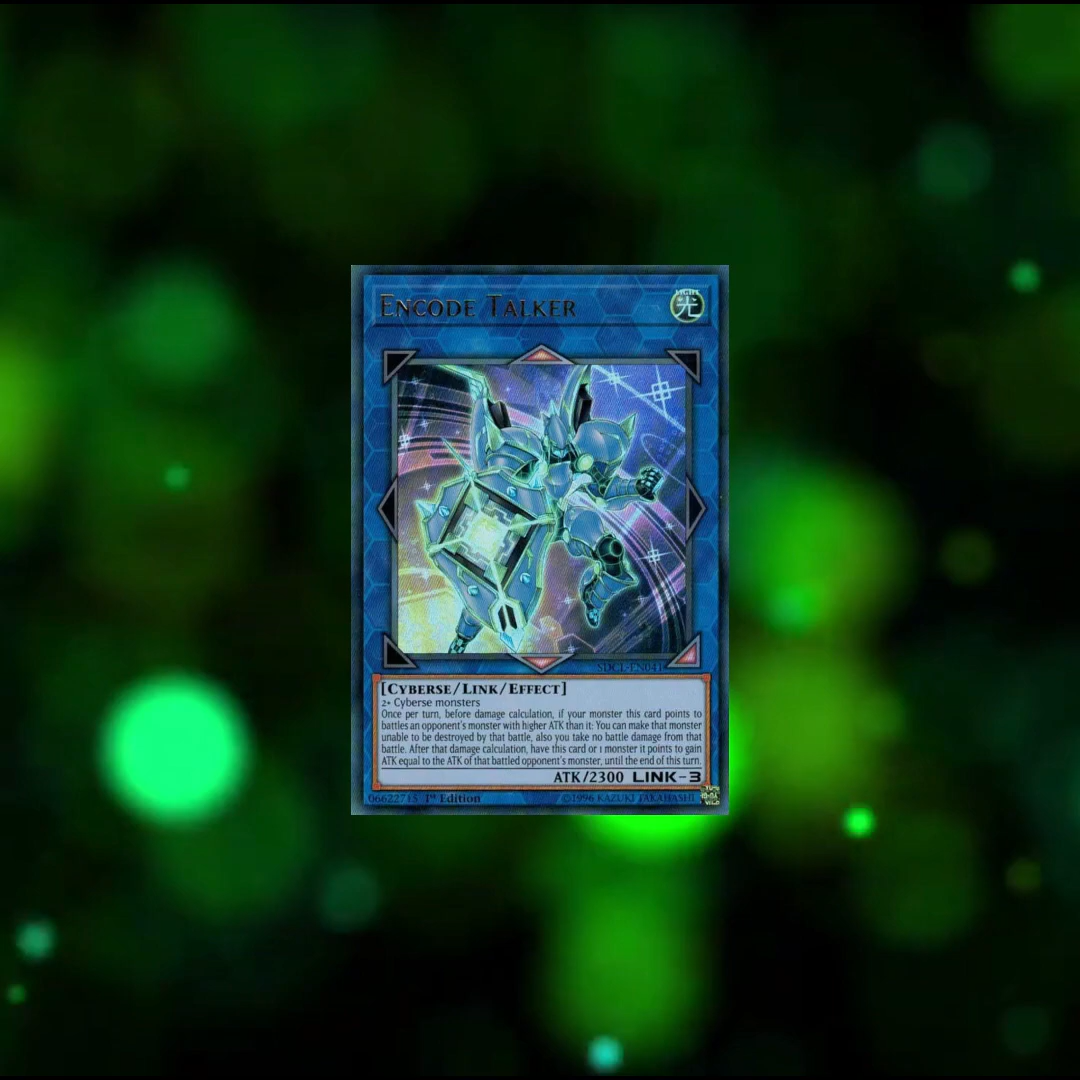 ENCODE TALKER
LIGHT
光
SDCL-EN041
[CYBERSE/LINK/EFFECT]
2+ Cyberse monsters
Once per turn, before damage calculation, if your monster this card points to
battles an opponent's monster with higher ATK than it: You can make that monster
unable to be destroyed by that battle, also you take no battle damage from that
battle. After that damage calculation, have this card or 1 monster it points to gain
ATK equal to the ATK of that battled opponent's monster, until the end of this turn.
ATK/2300 LINK-3
06622715 1st Edition ©1996 KAZUKI TAKAHASHI